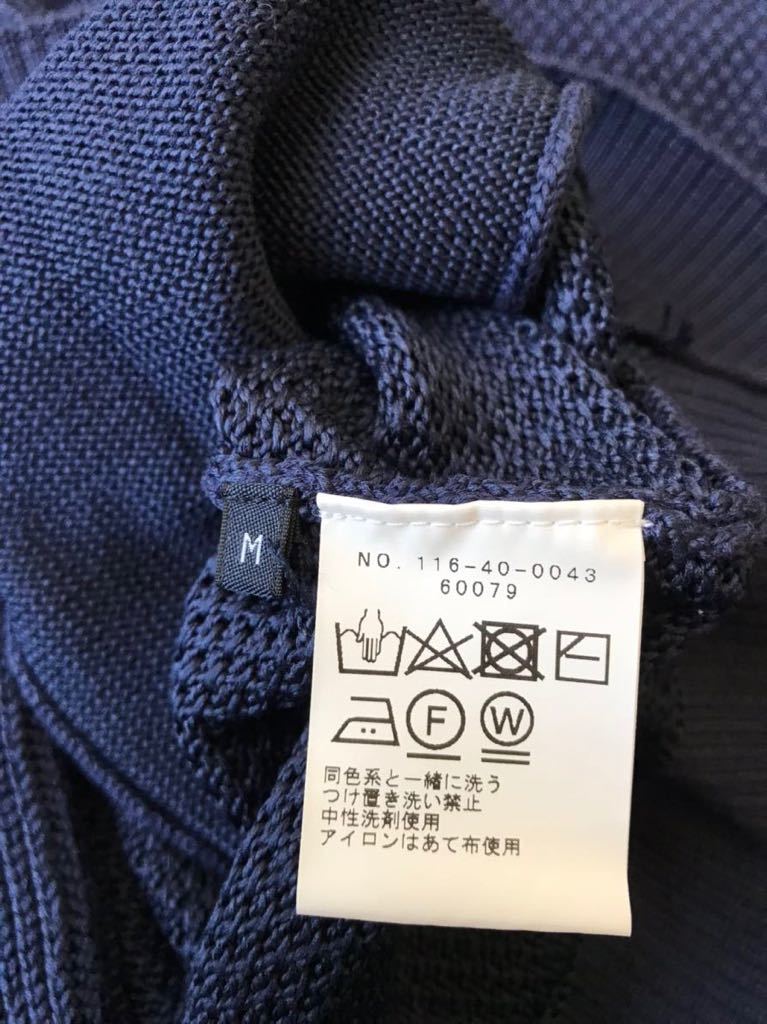 M
NO. 116-40-0043
60079
F
W
同色系と一緒に洗う
つけ置き洗い禁止
中性洗剤使用
アイロンはあて布使用